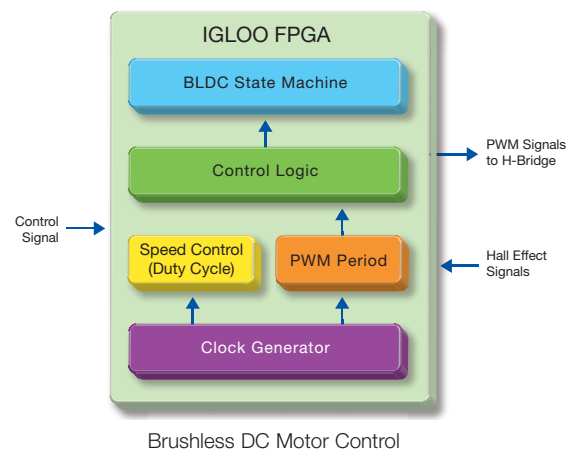 IGLOO FPGA
BLDC State Machine
Control Logic
PWM Signals
to H-Bridge
Control
Signal
Speed Control
(Duty Cycle)
PWM Period
Hall Effect
Signals
Clock Generator
Brushless DC Motor Control